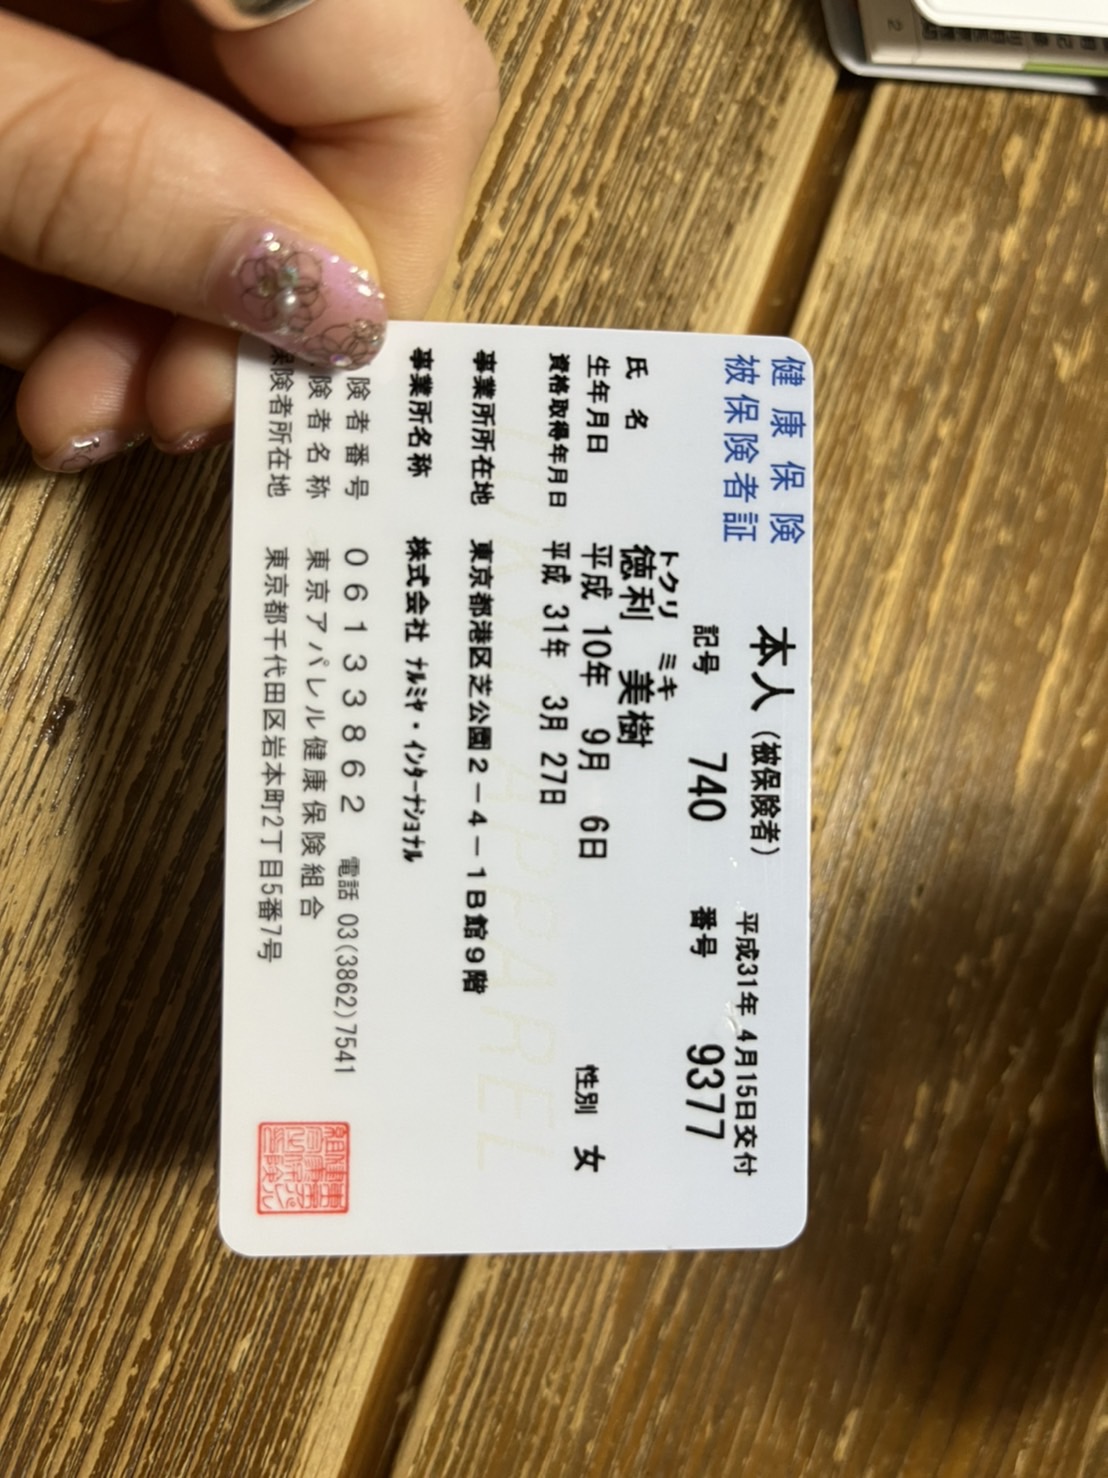 健康保険
被保険者証
本人（被保険者） 平成31年 4月15日交付
記号 740 番号 9377
トクリ ミキ
氏名 徳利 美樹
生年月日 平成 10年 9月 6日 性別 女
資格取得年月日 平成 31年 3月 27日
事業所所在地 東京都港区芝公園2－4－1B館9階
事業所名称 株式会社 ﾅﾙﾐﾔ・ｲﾝﾀｰﾅｼｮﾅﾙ
険者番号 06133862 電話 03(3862)7541
険者名称 東京アパレル健康保険組合
保険者所在地 東京都千代田区岩本町2丁目5番7号
APPAREL